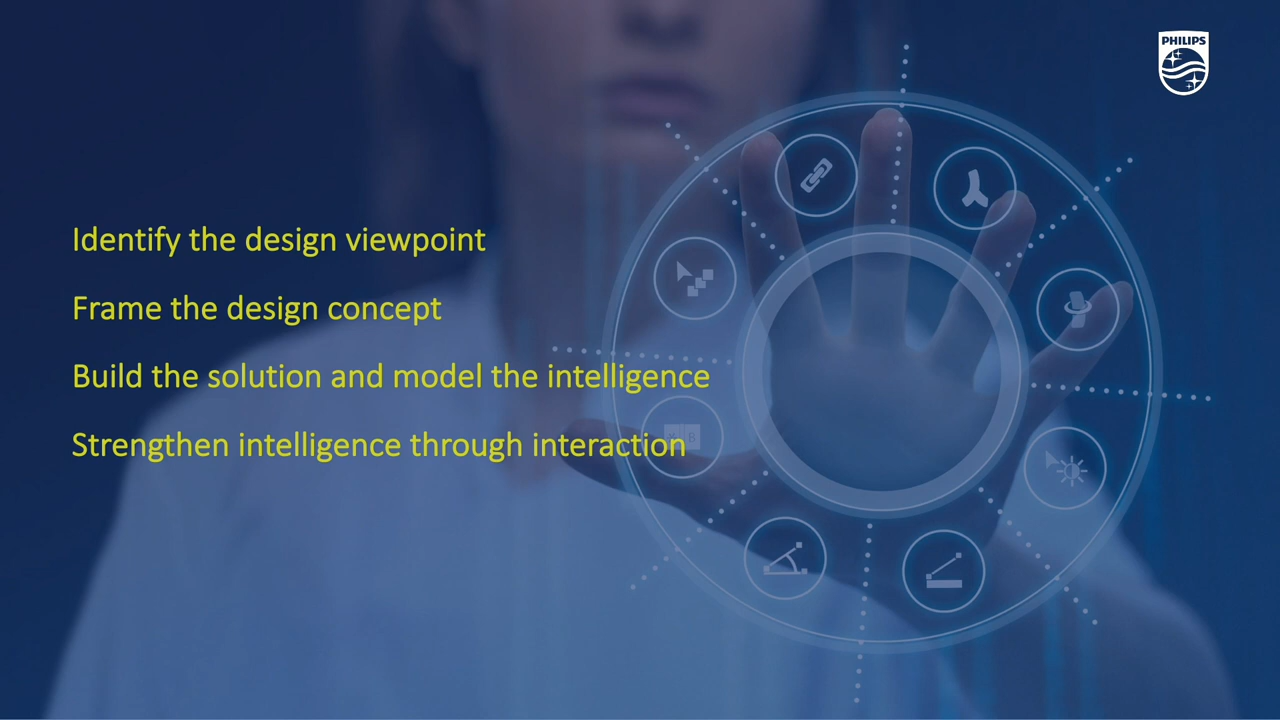 PHILIPS
Identify the design viewpoint
Frame the design concept
Build the solution and model the intelligence
Strengthen intelligence through interaction
B